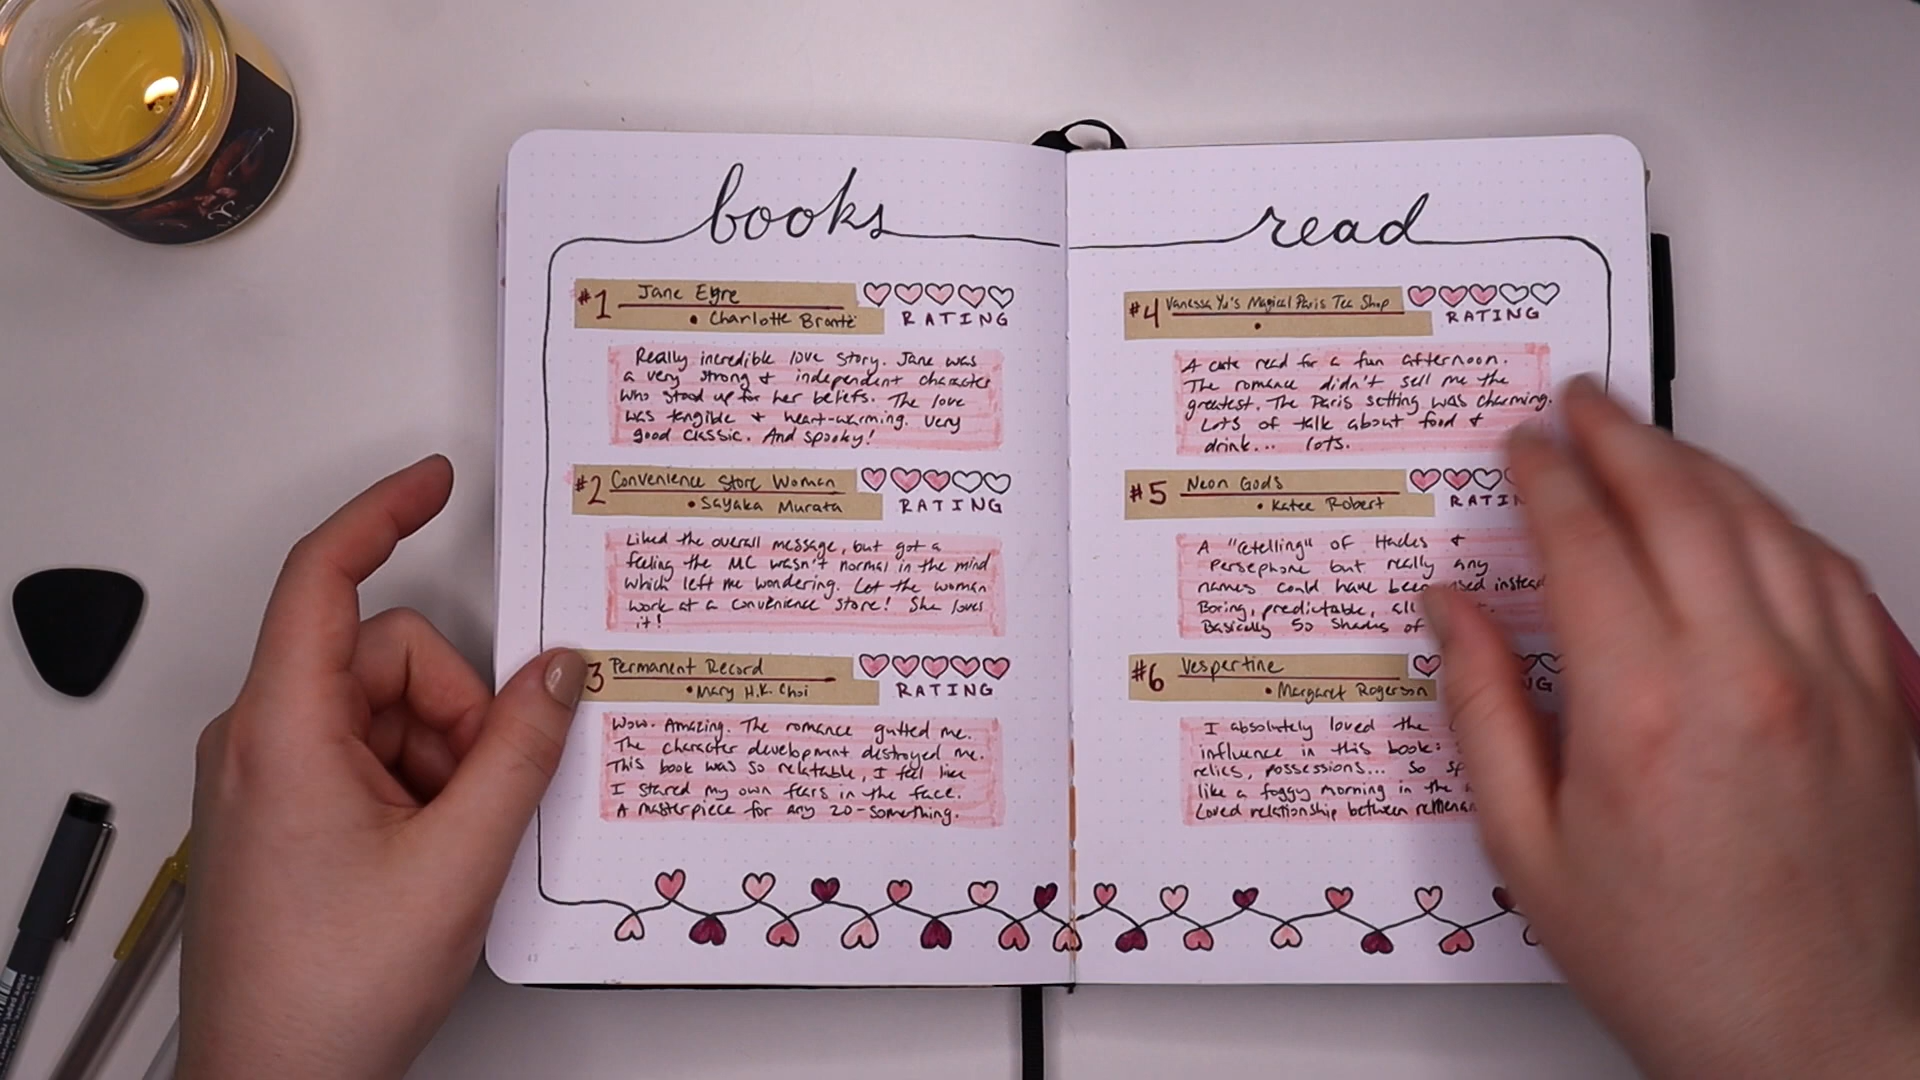 books
#1 Jane Eyre
• Charlotte Brontë
RATING
Really incredible love story. Jane was
a very strong & independent character
who stood up for her beliefs. The love
was tangible & heart-warming. Very
good classic. And spooky!
#2 Convenience Store Woman
• Sayaka Murata
RATING
Liked the overall message, but got a
feeling the MC wasn't normal in the mind
which left me wondering. Let the woman
work at a convenience store! She loves
it!
3 Permanent Record
• Mary H.K. Choi
RATING
Wow. Amazing. The romance gutted me.
The character development destroyed me.
This book was so relatable, I feel like
I stared my own fears in the face.
A masterpiece for any 20-something.
read
#4 Vanessa Yu's Magical Paris Tea Shop
•
RATING
A cute read for a fun afternoon.
The romance didn't sell me the
greatest. The Paris setting was charming.
Lots of talk about food &
drink... lots.
#5 Neon Gods
• Katee Robert
RATIN
A "retelling" of Hades &
Persephone but really any
names could have been used instead
Boring, predictable, all
Basically 50 Shades of
#6 Vespertine
• Margaret Rogerson
NG
I absolutely loved the
influence in this book:
relics, possessions... So
like a foggy morning in the
Loved relationship between